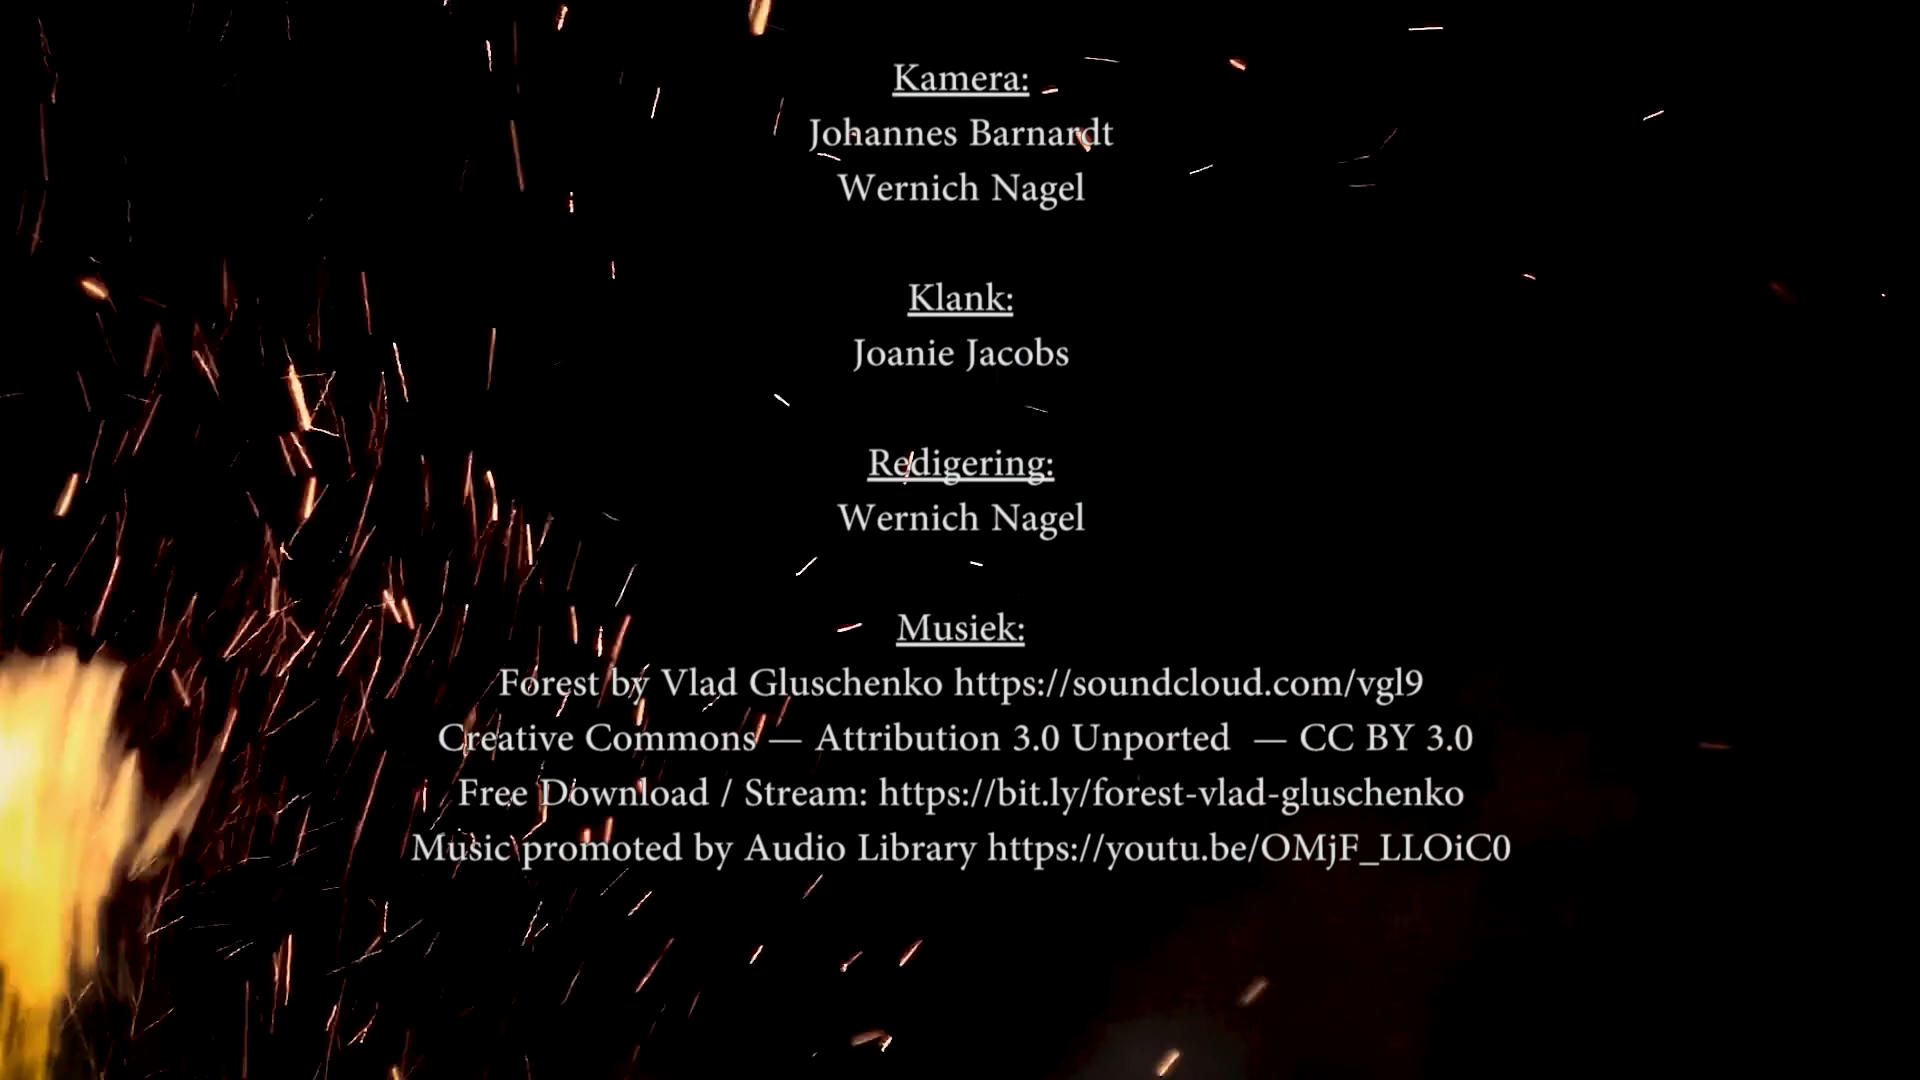 Kamera:
Johannes Barnardt
Wernich Nagel
Klank:
Joanie Jacobs
Redigering:
Wernich Nagel
Musiek:
Forest by Vlad Gluschenko https://soundcloud.com/vgl9
Creative Commons — Attribution 3.0 Unported — CC BY 3.0
Free Download / Stream: https://bit.ly/forest-vlad-gluschenko
Music promoted by Audio Library https://youtu.be/OMjF_LLOiC0